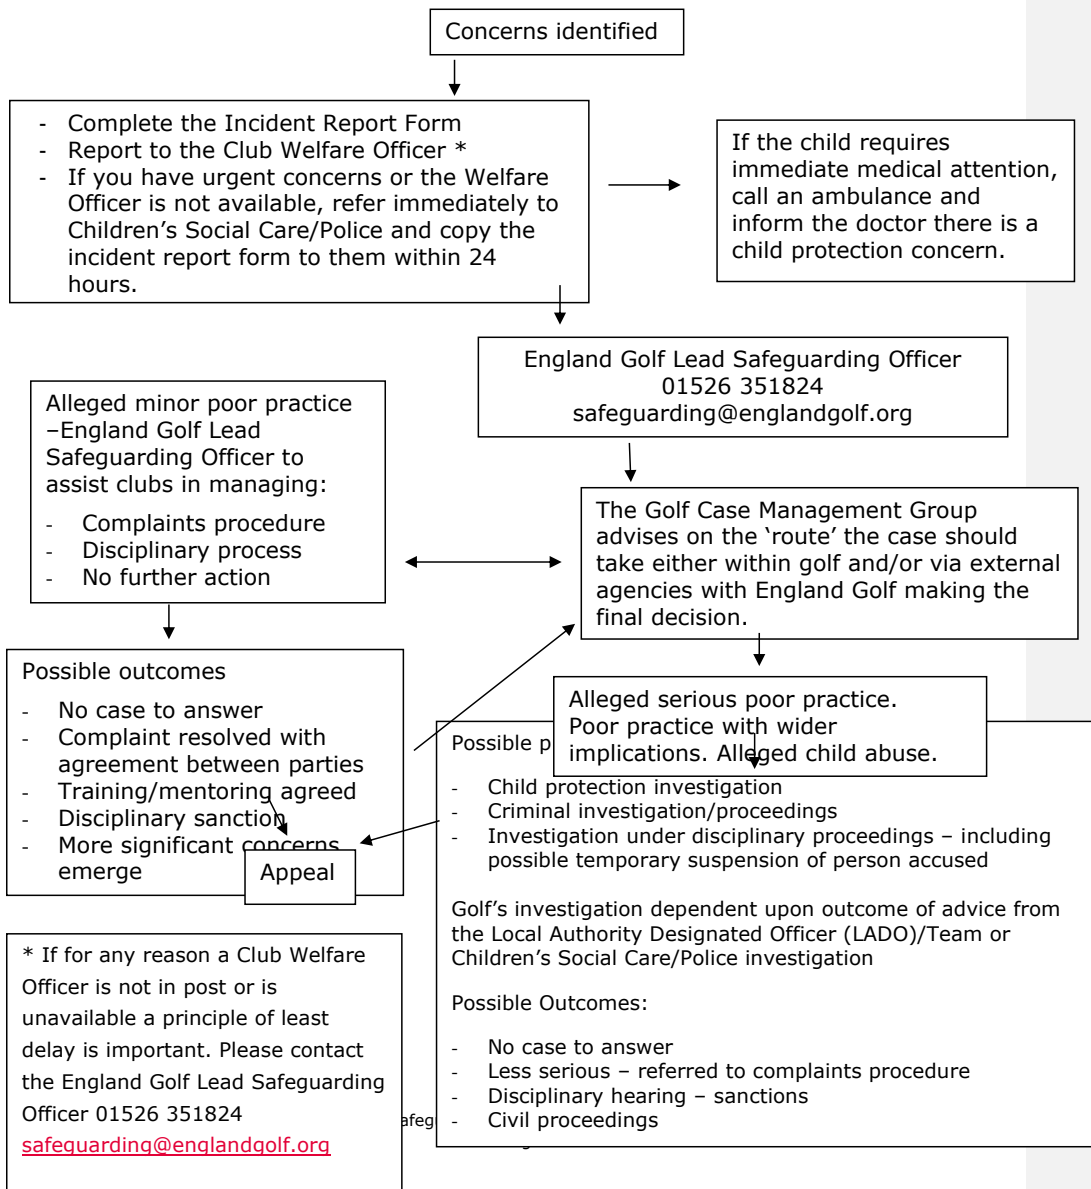 Concerns identified
- Complete the Incident Report Form
- Report to the Club Welfare Officer *
- If you have urgent concerns or the Welfare
Officer is not available, refer immediately to
Children's Social Care/Police and copy the
incident report form to them within 24
hours.
If the child requires
immediate medical attention,
call an ambulance and
inform the doctor there is a
child protection concern.
England Golf Lead Safeguarding Officer
01526 351824
safeguarding@englandgolf.org
Alleged minor poor practice
–England Golf Lead
Safeguarding Officer to
assist clubs in managing:
- Complaints procedure
- Disciplinary process
- No further action
The Golf Case Management Group
advises on the ‘route’ the case should
take either within golf and/or via external
agencies with England Golf making the
final decision.
Possible outcomes
- No case to answer
- Complaint resolved with
agreement between parties
- Training/mentoring agreed
- Disciplinary sanction
- More significant concerns
emerge
Appeal
Alleged serious poor practice.
Poor practice with wider
implications. Alleged child abuse.
Possible p
- Child protection investigation
- Criminal investigation/proceedings
- Investigation under disciplinary proceedings – including
possible temporary suspension of person accused
Golf’s investigation dependent upon outcome of advice from
the Local Authority Designated Officer (LADO)/Team or
Children’s Social Care/Police investigation
Possible Outcomes:
- No case to answer
- Less serious – referred to complaints procedure
- Disciplinary hearing – sanctions
- Civil proceedings
* If for any reason a Club Welfare
Officer is not in post or is
unavailable a principle of least
delay is important. Please contact
the England Golf Lead Safeguarding
Officer 01526 351824
safeguarding@englandgolf.org
afeg